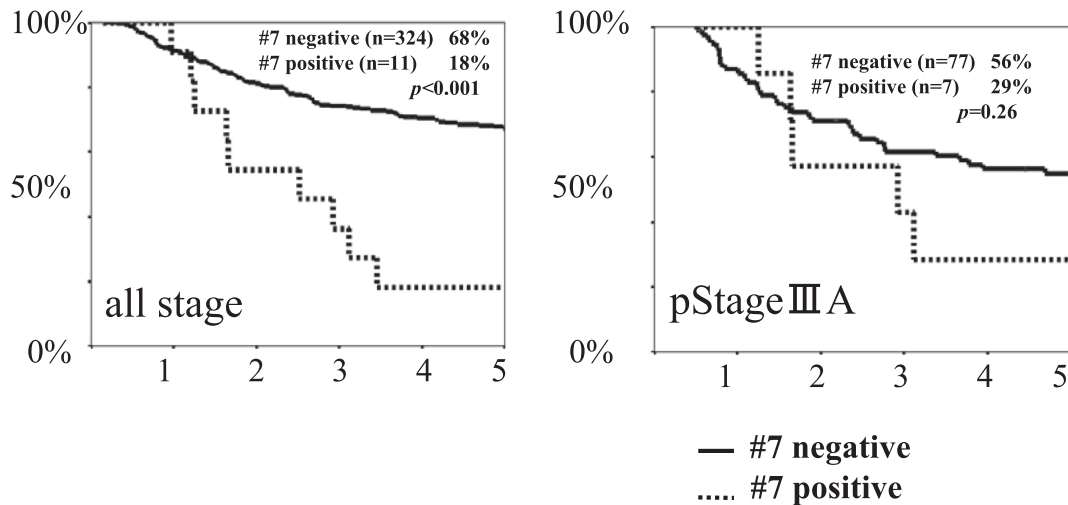 100%
#7 negative (n=324) 68%
#7 positive (n=11) 18%
p<0.001
50%
all stage
0%
1 2 3 4 5
100%
#7 negative (n=77) 56%
#7 positive (n=7) 29%
p=0.26
50%
pStageⅢA
0%
1 2 3 4 5
#7 negative
#7 positive